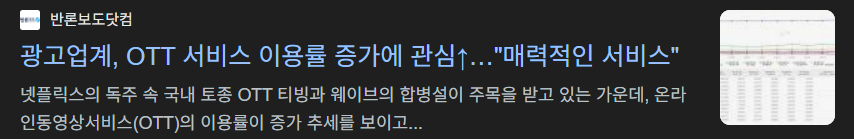 반론보도닷컴
광고업계, OTT 서비스 이용률 증가에 관심↑…"매력적인 서비스"
넷플릭스의 독주 속 국내 토종 OTT 티빙과 웨이브의 합병설이 주목을 받고 있는 가운데, 온라
인동영상서비스(OTT)의 이용률이 증가 추세를 보이고...